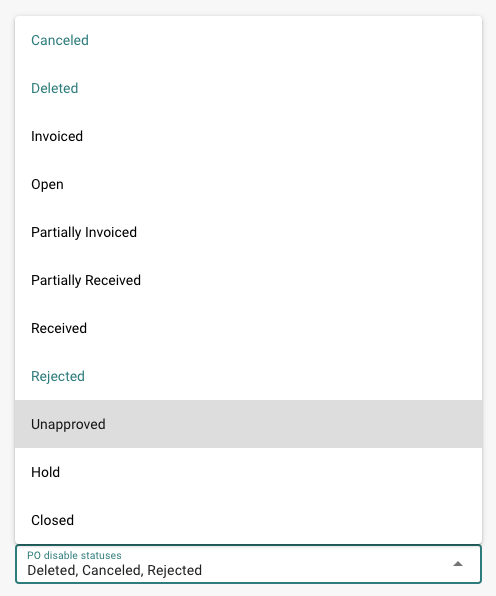 Canceled
Deleted
Invoiced
Open
Partially Invoiced
Partially Received
Received
Rejected
Unapproved
Hold
Closed
PO disable statuses
Deleted, Canceled, Rejected